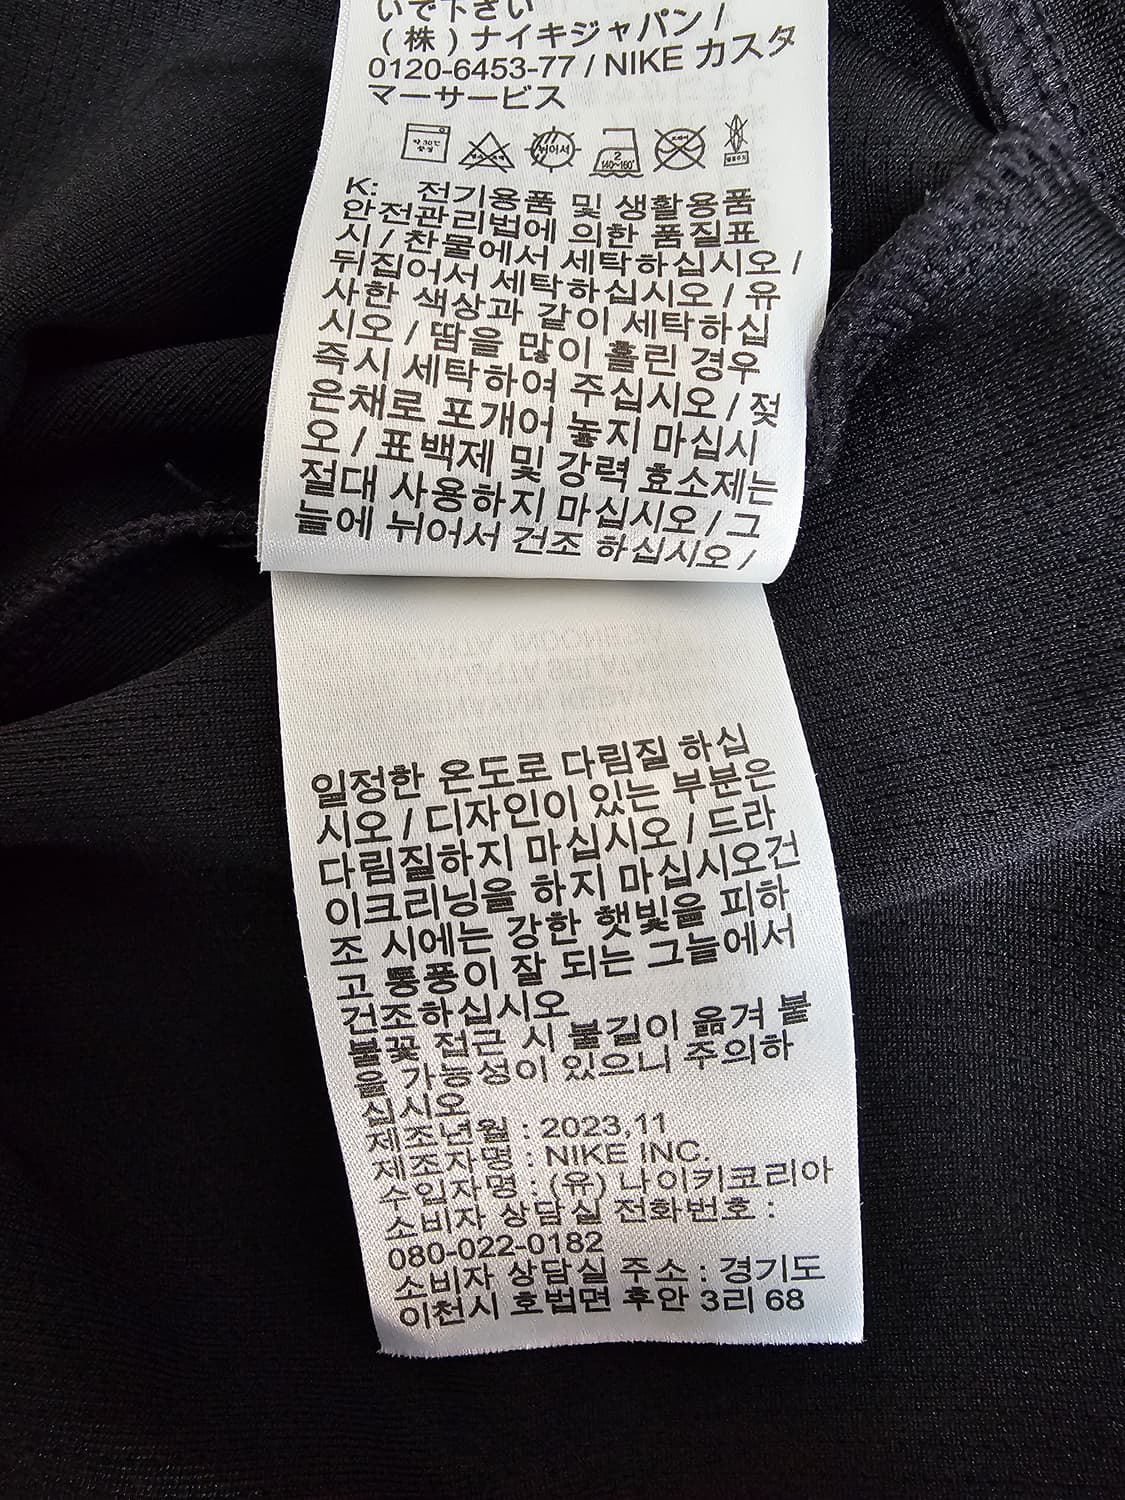 いで下さい
(株)ナイキジャパン /
0120-6453-77 / NIKE カスタ
マーサービス
약 30℃
중성
뉘어서
2
140~160℃
K: 전기용품 및 생활용품
안전관리법에 의한 품질표
시 / 찬물에서 세탁하십시오 /
뒤집어서 세탁하십시오 / 유
사한 색상과 같이 세탁하십
시오 / 땀을 많이 흘린 경우
즉시 세탁하여 주십시오 / 젖
은채로 포개어 놓지 마십시
오 / 표백제 및 강력 효소제는
절대 사용하지 마십시오 / 그
늘에 뉘어서 건조 하십시오 /
일정한 온도로 다림질 하십
시오 / 디자인이 있는 부분은
다림질하지 마십시오 / 드라
이크리닝을 하지 마십시오건
조 시에는 강한 햇빛을 피하
고 통풍이 잘 되는 그늘에서
건조하십시오
불꽃 접근 시 불길이 옮겨 붙
을 가능성이 있으니 주의하
십시오
제조년월 : 2023.11
제조자명 : NIKE INC.
수입자명 : (유) 나이키코리아
소비자 상담실 전화번호 :
080-022-0182
소비자 상담실 주소 : 경기도
이천시 호법면 후안 3리 68